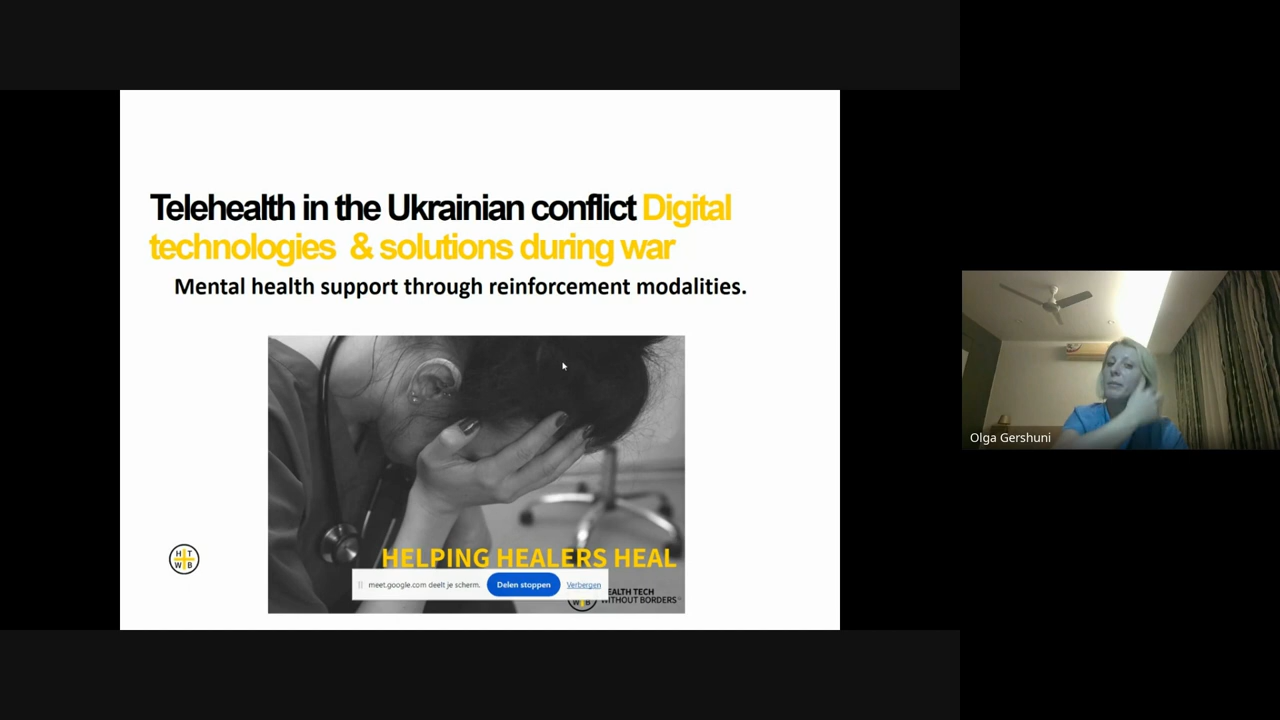 Telehealth in the Ukrainian conflict Digital
technologies & solutions during war
Mental health support through reinforcement modalities.
HELPING HEALERS HEAL
meet.google.com deelt je scherm. Delen stoppen Verbergen
EALTH TECH
WITHOUT BORDERS
H T
W B
W B
Olga Gershuni